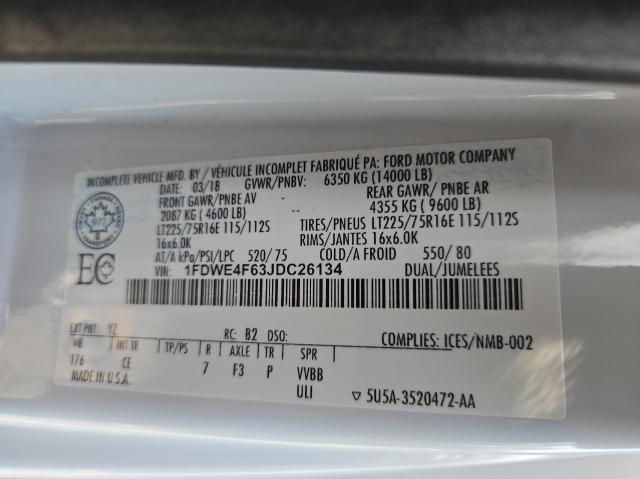 INCOMPLETE VEHICLE MFD. BY / VÉHICULE INCOMPLET FABRIQUÉ PA: FORD MOTOR COMPANY
DATE: 03/18 GVWR/PNBV: 6350 KG (14000 LB)
FRONT GAWR/PNBE AV -- REAR GAWR/ PNBE AR
2087 KG ( 4600 LB) -- 4355 KG ( 9600 LB)
LT225/75R16E 115/112S TIRES/PNEUS LT225/75R16E 115/112S
16x6.0K RIMS/JANTES 16x6.0K
AT/A kPa/PSI/LPC 520/ 75 COLD/A FROID 550/ 80
VIN: 1FDWE4F63JDC26134 DUAL/JUMELEES
CANADA
TRANSPORT
EC
EXT PNT: YZ RC: B2 DSO: COMPLIES: ICES/NMB-002
WB INT TR TP/PS R AXLE TR SPR
176 CE 7 F3 P VVBB
MADE IN U.S.A. ULI ▽ 5U5A-3520472-AA